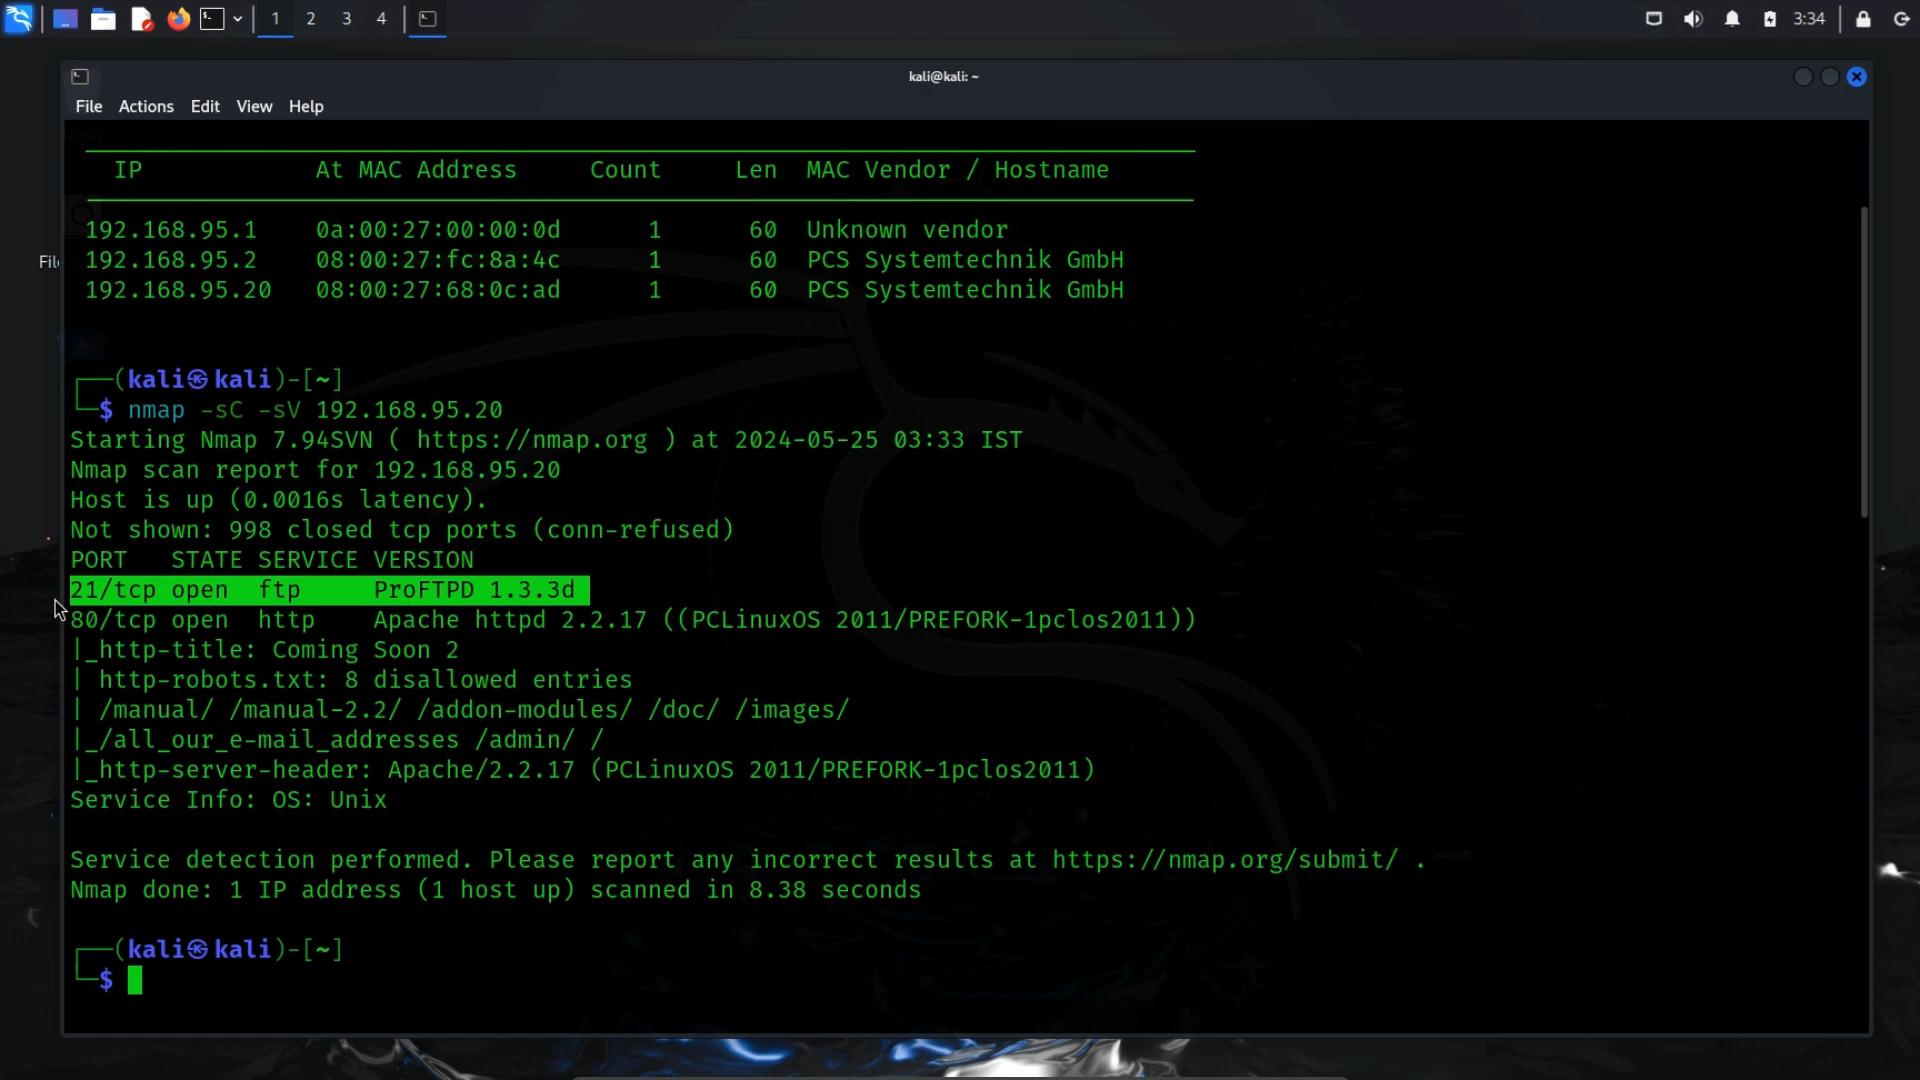 1 2 3 4
3:34
kali@kali: ~
File Actions Edit View Help
IP At MAC Address Count Len MAC Vendor / Hostname
192.168.95.1 0a:00:27:00:00:0d 1 60 Unknown vendor
Fil
192.168.95.2 08:00:27:fc:8a:4c 1 60 PCS Systemtechnik GmbH
192.168.95.20 08:00:27:68:0c:ad 1 60 PCS Systemtechnik GmbH
┌──(kali㉿kali)-[~]
└─$ nmap -sC -sV 192.168.95.20
Starting Nmap 7.94SVN ( https://nmap.org ) at 2024-05-25 03:33 IST
Nmap scan report for 192.168.95.20
Host is up (0.0016s latency).
Not shown: 998 closed tcp ports (conn-refused)
PORT STATE SERVICE VERSION
21/tcp open ftp ProFTPD 1.3.3d
80/tcp open http Apache httpd 2.2.17 ((PCLinuxOS 2011/PREFORK-1pclos2011))
|_http-title: Coming Soon 2
| http-robots.txt: 8 disallowed entries
| /manual/ /manual-2.2/ /addon-modules/ /doc/ /images/
|_/all_our_e-mail_addresses /admin/ /
|_http-server-header: Apache/2.2.17 (PCLinuxOS 2011/PREFORK-1pclos2011)
Service Info: OS: Unix
Service detection performed. Please report any incorrect results at https://nmap.org/submit/ .
Nmap done: 1 IP address (1 host up) scanned in 8.38 seconds
┌──(kali㉿kali)-[~]
└─$